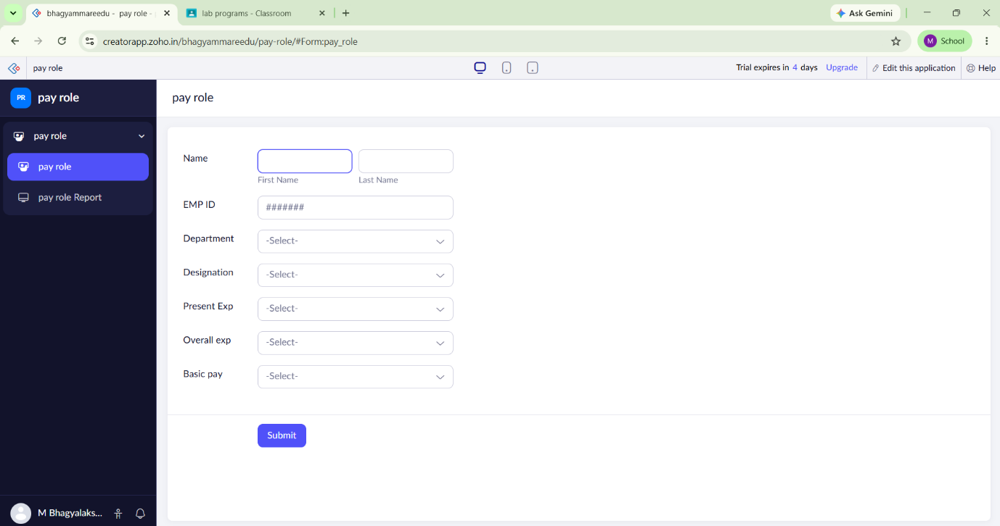 bhagyammareedu - pay role -
lab programs - Classroom
Ask Gemini
creatorapp.zoho.in/bhagyammareedu/pay-role/#Form:pay_role
M School
pay role
Trial expires in 4 days Upgrade
Edit this application
Help
PR pay role
pay role
pay role
pay role Report
M Bhagyalaks...
pay role
Name
First Name
Last Name
EMP ID
#######
Department
-Select-
Designation
-Select-
Present Exp
-Select-
Overall exp
-Select-
Basic pay
-Select-
Submit